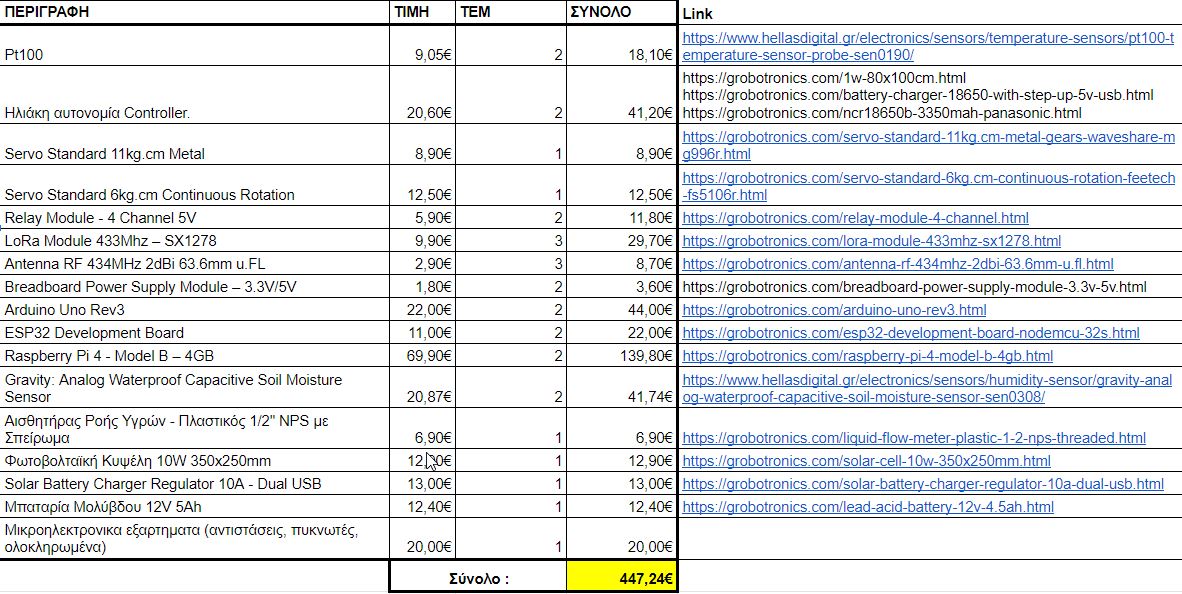 ΠΕΡΙΓΡΑΦΗ ΤΙΜΗ ΤΕΜ ΣΥΝΟΛΟ Link
Pt100 9,05€ 2 18,10€ https://www.hellasdigital.gr/electronics/sensors/temperature-sensors/pt100-t
emperature-sensor-probe-sen0190/
https://grobotronics.com/1w-80x100cm.html
https://grobotronics.com/battery-charger-18650-with-step-up-5v-usb.html
Ηλιάκη αυτονομία Controller. 20,60€ 2 41,20€ https://grobotronics.com/ncr18650b-3350mah-panasonic.html
https://grobotronics.com/servo-standard-11kg.cm-metal-gears-waveshare-m
Servo Standard 11kg.cm Metal 8,90€ 1 8,90€ g996r.html
https://grobotronics.com/servo-standard-6kg.cm-continuous-rotation-feetech
Servo Standard 6kg.cm Continuous Rotation 12,50€ 1 12,50€ -fs5106r.html
Relay Module - 4 Channel 5V 5,90€ 2 11,80€ https://grobotronics.com/relay-module-4-channel.html
LoRa Module 433Mhz – SX1278 9,90€ 3 29,70€ https://grobotronics.com/lora-module-433mhz-sx1278.html
Antenna RF 434MHz 2dBi 63.6mm u.FL 2,90€ 3 8,70€ https://grobotronics.com/antenna-rf-434mhz-2dbi-63.6mm-u.fl.html
Breadboard Power Supply Module – 3.3V/5V 1,80€ 2 3,60€ https://grobotronics.com/breadboard-power-supply-module-3.3v-5v.html
Arduino Uno Rev3 22,00€ 2 44,00€ https://grobotronics.com/arduino-uno-rev3.html
ESP32 Development Board 11,00€ 2 22,00€ https://grobotronics.com/esp32-development-board-nodemcu-32s.html
Raspberry Pi 4 - Model B – 4GB 69,90€ 2 139,80€ https://grobotronics.com/raspberry-pi-4-model-b-4gb.html
Gravity: Analog Waterproof Capacitive Soil Moisture https://www.hellasdigital.gr/electronics/sensors/humidity-sensor/gravity-anal
Sensor 20,87€ 2 41,74€ og-waterproof-capacitive-soil-moisture-sensor-sen0308/
Αισθητήρας Ροής Υγρών - Πλαστικός 1/2" NPS με
Σπείρωμα 6,90€ 1 6,90€ https://grobotronics.com/liquid-flow-meter-plastic-1-2-nps-threaded.html
Φωτοβολταϊκή Κυψέλη 10W 350x250mm 1 12,90€ https://grobotronics.com/solar-cell-10w-350x250mm.html
Solar Battery Charger Regulator 10A - Dual USB 13,00€ 1 13,00€ https://grobotronics.com/solar-battery-charger-regulator-10a-dual-usb.html
Μπαταρία Μολύβδου 12V 5Ah 12,40€ 1 12,40€ https://grobotronics.com/lead-acid-battery-12v-4.5ah.html
Μικροηλεκτρονικα εξαρτηματα (αντιστάσεις, πυκνωτές,
ολοκληρωμένα) 20,00€ 1 20,00€
Σύνολο : 447,24€